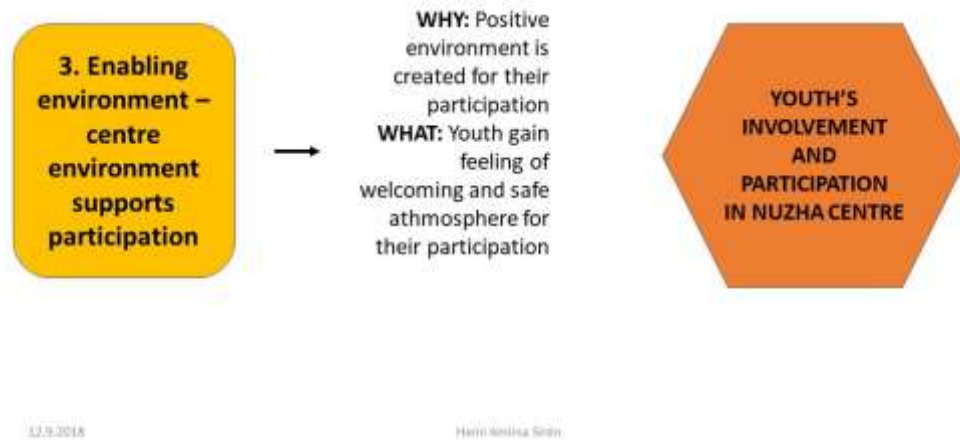 3. Enabling
environment –
centre
environment
supports
participation
WHY: Positive
environment is
created for their
participation
WHAT: Youth gain
feeling of
welcoming and safe
athmosphere for
their participation
YOUTH'S
INVOLVEMENT
AND
PARTICIPATION
IN NUZHA CENTRE
12.9.2018